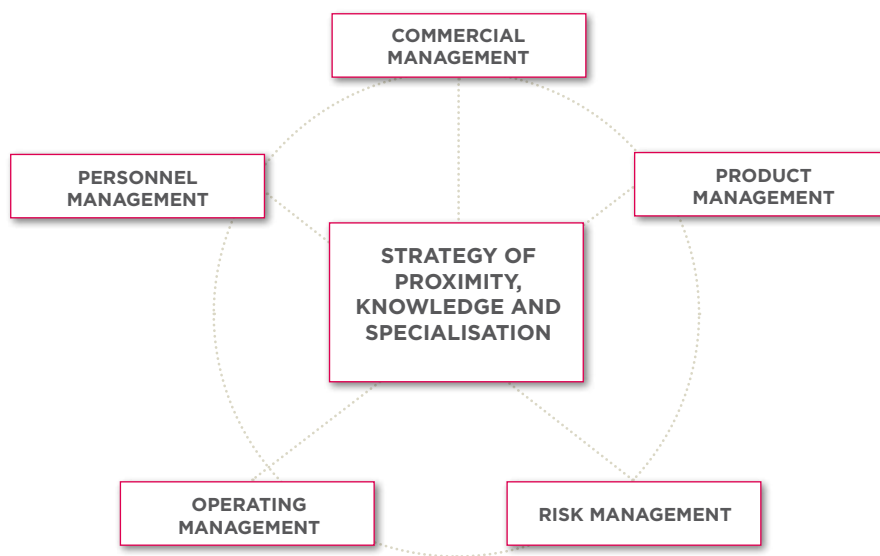 COMMERCIAL
MANAGEMENT
PERSONNEL
MANAGEMENT
PRODUCT
MANAGEMENT
STRATEGY OF
PROXIMITY,
KNOWLEDGE AND
SPECIALISATION
OPERATING
MANAGEMENT
RISK MANAGEMENT